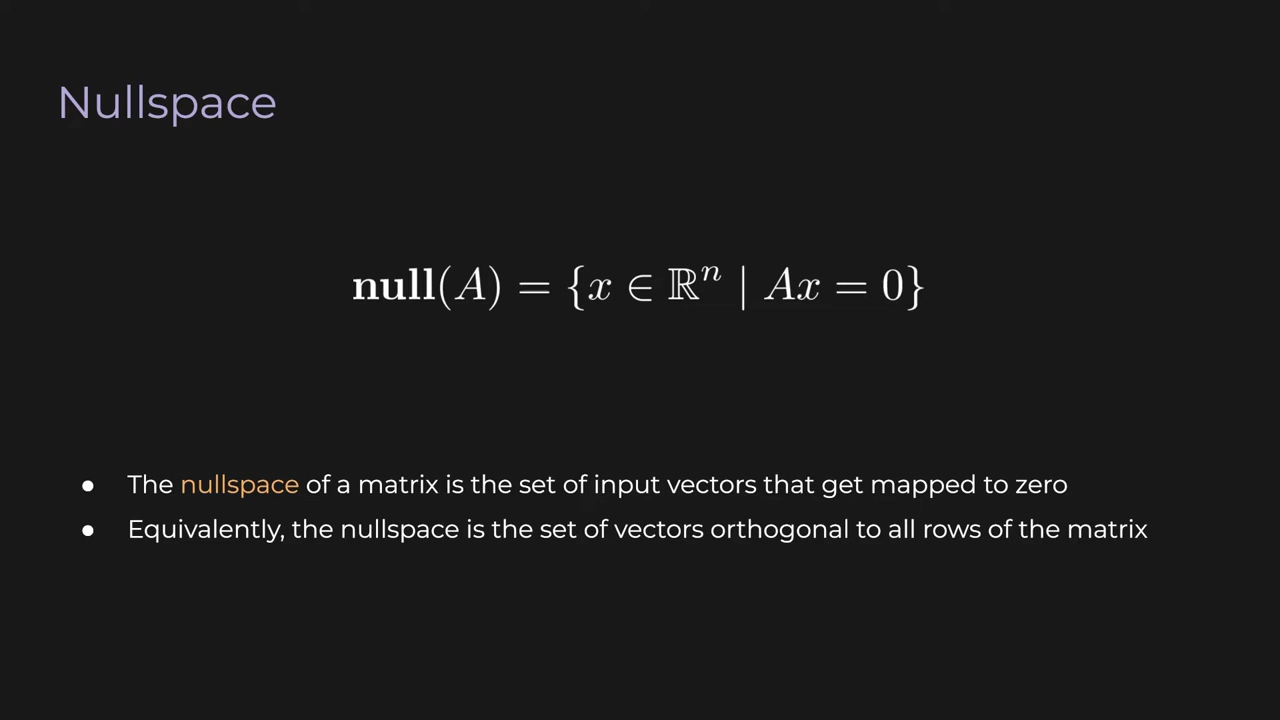 Nullspace
null(A) = {x ∈ ℝⁿ | Ax = 0}
● The nullspace of a matrix is the set of input vectors that get mapped to zero
● Equivalently, the nullspace is the set of vectors orthogonal to all rows of the matrix